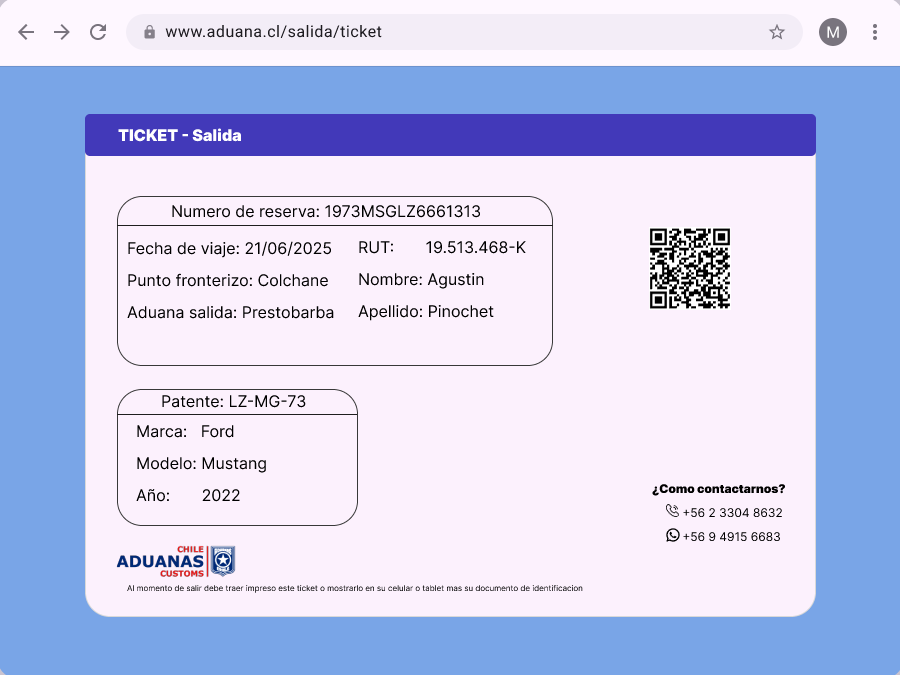 www.aduana.cl/salida/ticket
M
TICKET - Salida
Numero de reserva: 1973MSGLZ6661313
Fecha de viaje: 21/06/2025
RUT: 19.513.468-K
Punto fronterizo: Colchane
Nombre: Agustin
Aduana salida: Prestobarba
Apellido: Pinochet
Patente: LZ-MG-73
Marca: Ford
Modelo: Mustang
Año: 2022
¿Como contactarnos?
+56 2 3304 8632
+56 9 4915 6683
CHILE
ADUANAS
CUSTOMS
Al momento de salir debe traer impreso este ticket o mostrarlo en su celular o tablet mas su documento de identificacion